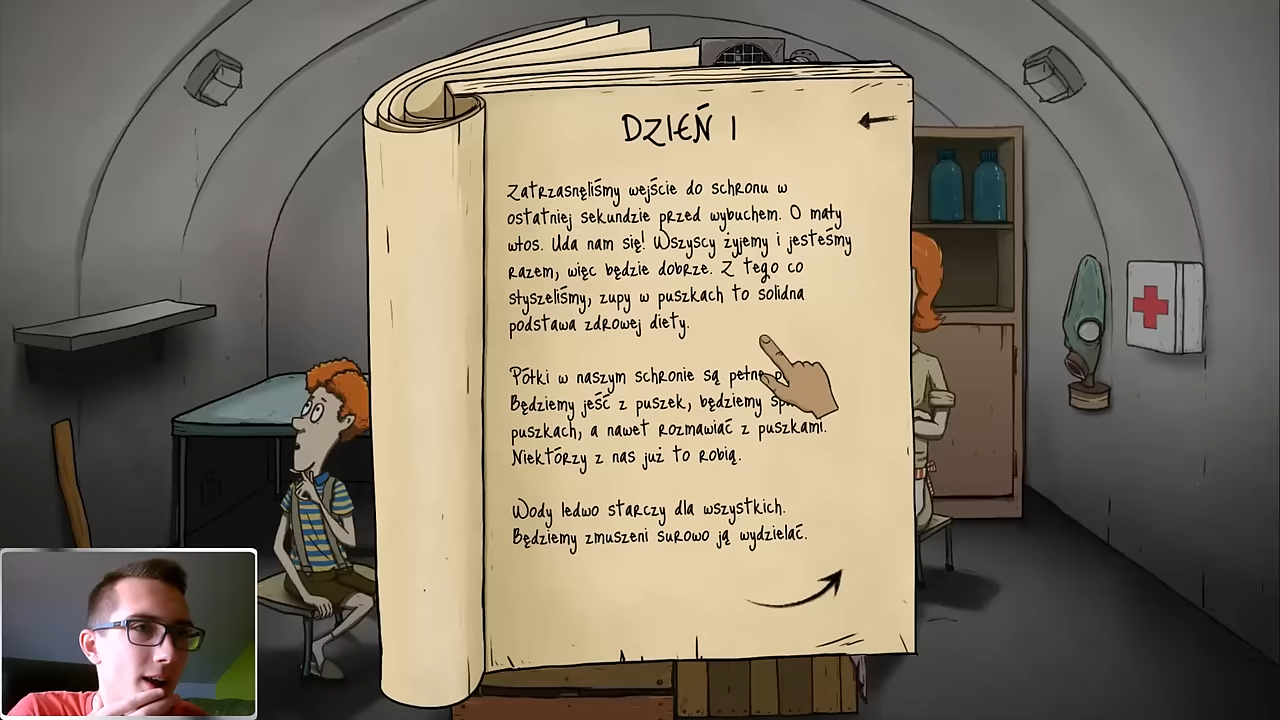 DZIEŃ 1
Zatrzasnęliśmy wejście do schronu w
ostatniej sekundzie przed wybuchem. O mały
włos. Uda nam się! Wszyscy żyjemy i jesteśmy
razem, więc będzie dobrze. Z tego co
słyszeliśmy, zupy w puszkach to solidna
podstawa zdrowej diety.
Półki w naszym schronie są pełne
Będziemy jeść z puszek, będziemy
puszkach, a nawet rozmawiać z puszkami.
Niektórzy z nas już to robią.
Wody ledwo starczy dla wszystkich.
Będziemy zmuszeni surowo ją wydzielać.